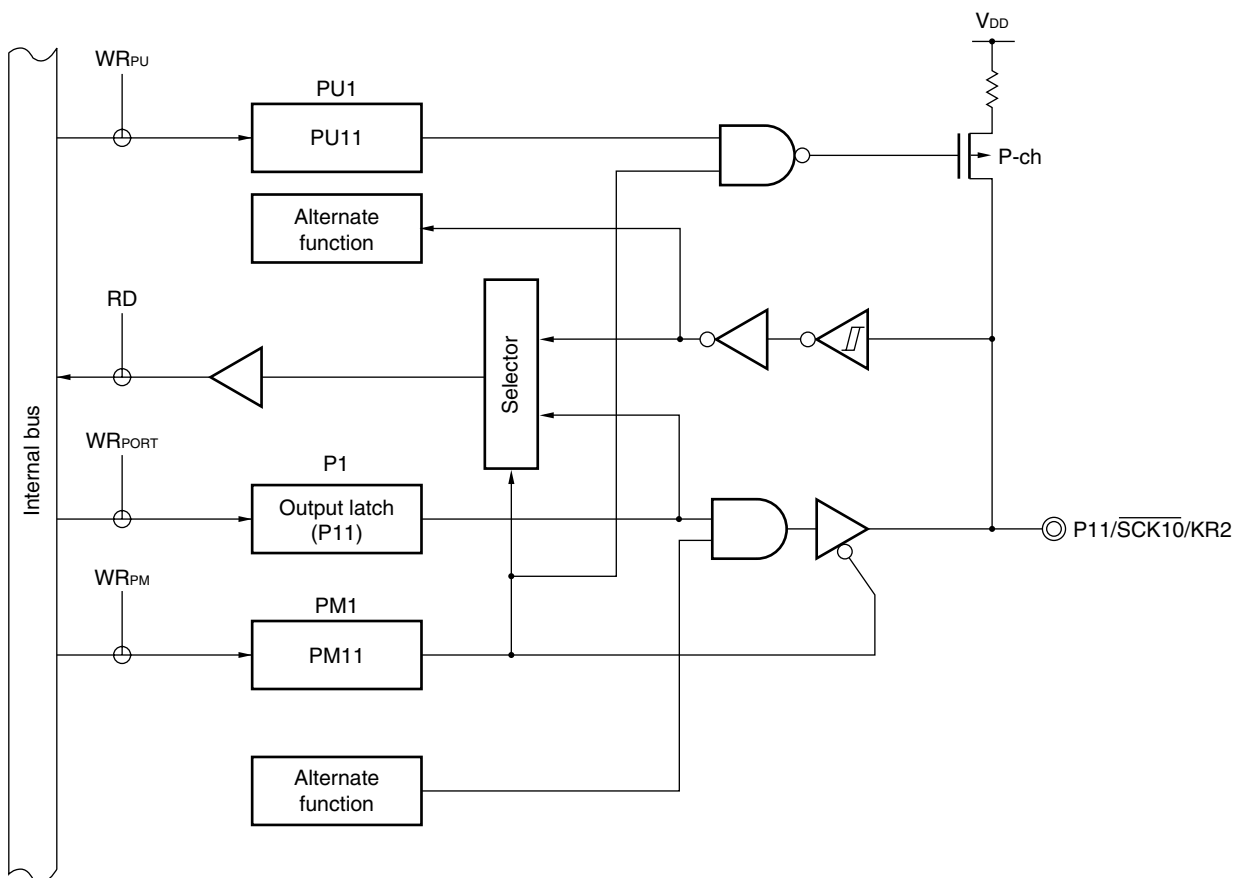 VDD
WRPU
PU1
PU11
P-ch
Alternate
function
RD
Selector
Internal bus
WRPORT
P1
Output latch
(P11)
P11/SCK10/KR2
WRPM
PM1
PM11
Alternate
function